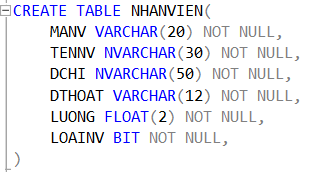 CREATE TABLE NHANVIEN(
MANV VARCHAR(20) NOT NULL,
TENNV NVARCHAR(30) NOT NULL,
DCHI NVARCHAR(50) NOT NULL,
DTHOAT VARCHAR(12) NOT NULL,
LUONG FLOAT(2) NOT NULL,
LOAINV BIT NOT NULL,
)